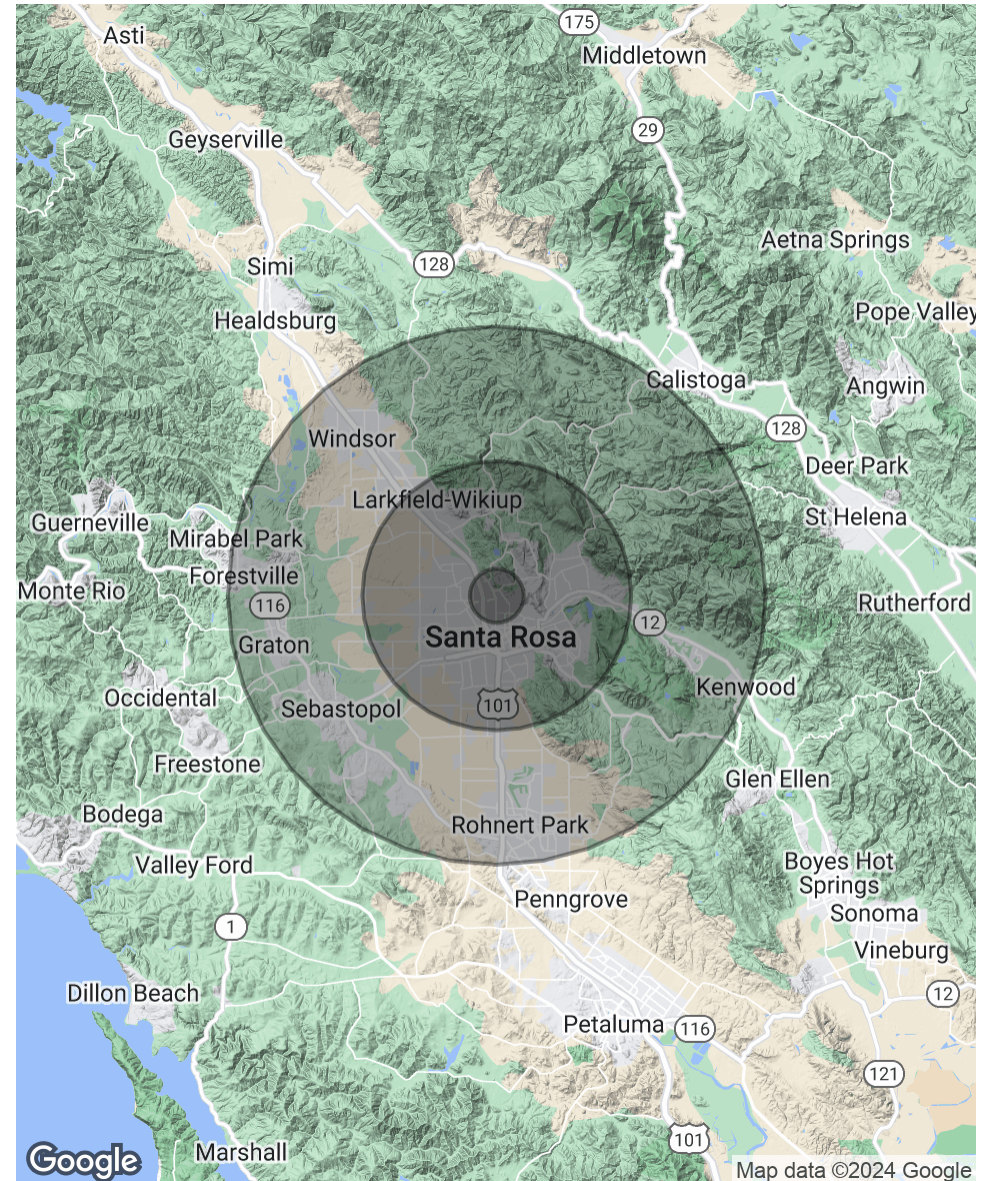 Asti
175
Middletown
29
Geyserville
Aetna Springs
128
Simi
Pope Valley
Healdsburg
Calistoga
Angwin
128
Windsor
Deer Park
Larkfield-Wikiup
St Helena
Guerneville
Mirabel Park
Forestville
Monte Rio
116
Rutherford
12
Santa Rosa
Graton
Kenwood
Occidental
101
Sebastopol
Freestone
Glen Ellen
Bodega
Rohnert Park
Valley Ford
Boyes Hot
Springs
Penngrove
Sonoma
1
Vineburg
Dillon Beach
12
Petaluma
116
121
101
Marshall
Google
Map data ©2024 Google